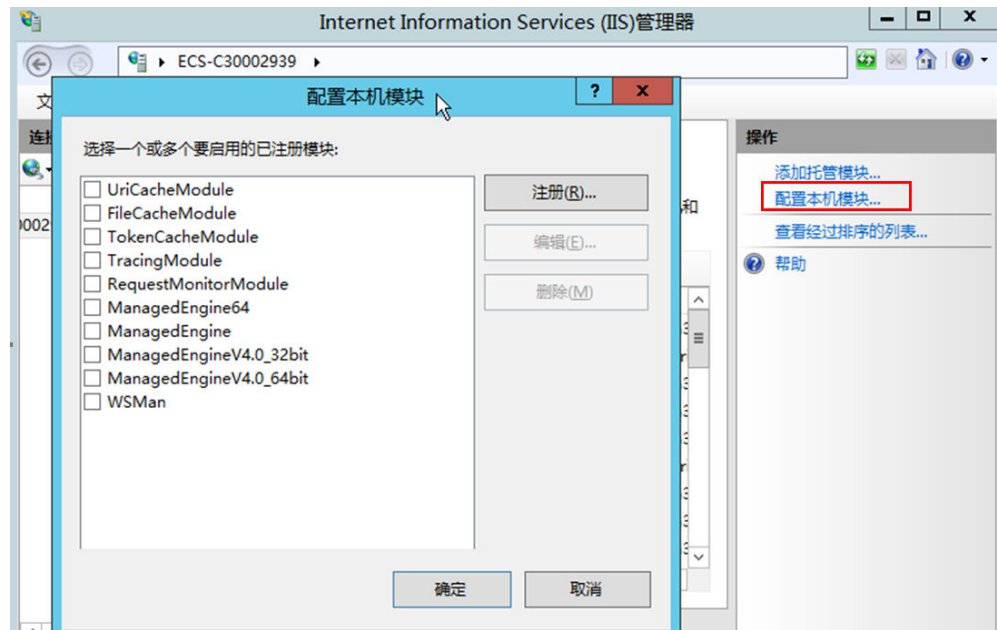 Internet Information Services (IIS)管理器
ECS-C30002939
文
配置本机模块
?
x
连接
选择一个或多个要启用的已注册模块:
UriCacheModule
FileCacheModule
TokenCacheModule
TracingModule
RequestMonitorModule
ManagedEngine64
ManagedEngine
ManagedEngineV4.0_32bit
ManagedEngineV4.0_64bit
WSMan
注册(R)...
编辑(E)...
删除(M)
确定
取消
和
操作
添加托管模块...
配置本机模块...
查看经过排序的列表...
帮助